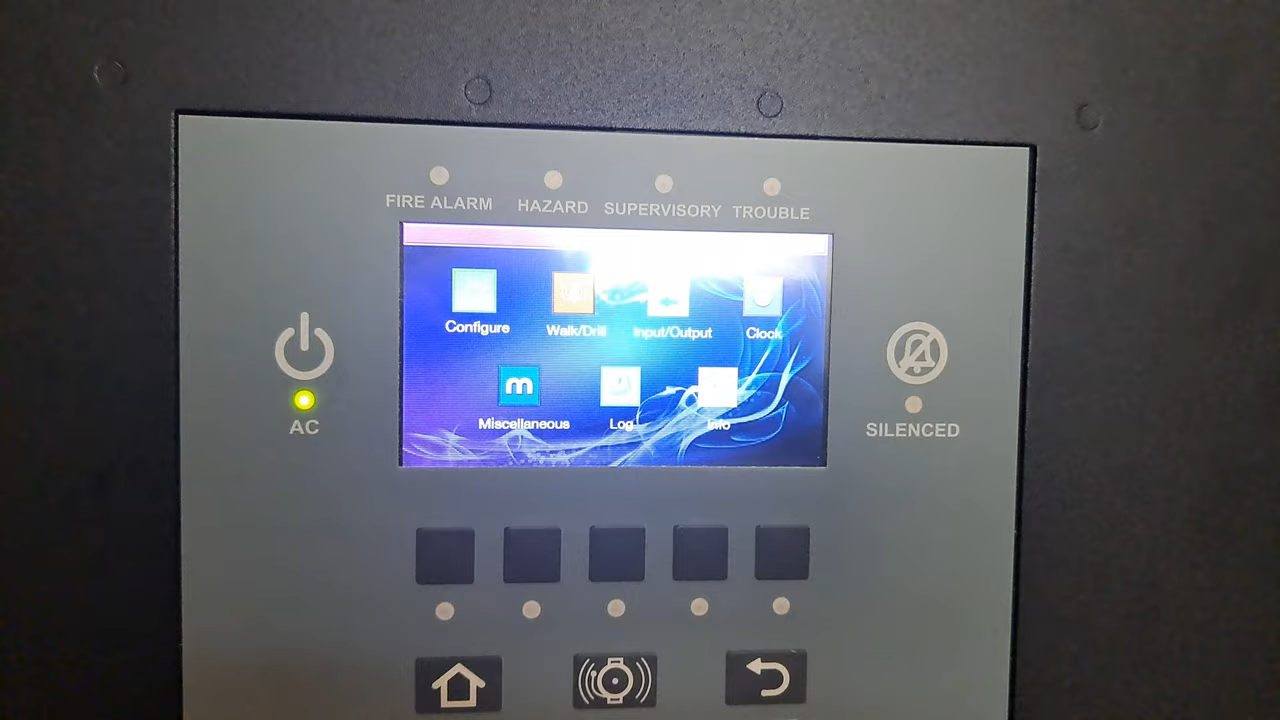 FIRE ALARM HAZARD SUPERVISORY TROUBLE
Configure Walk/Drill Input/Output Clock
m
Miscellaneous Log Info
AC
SILENCED